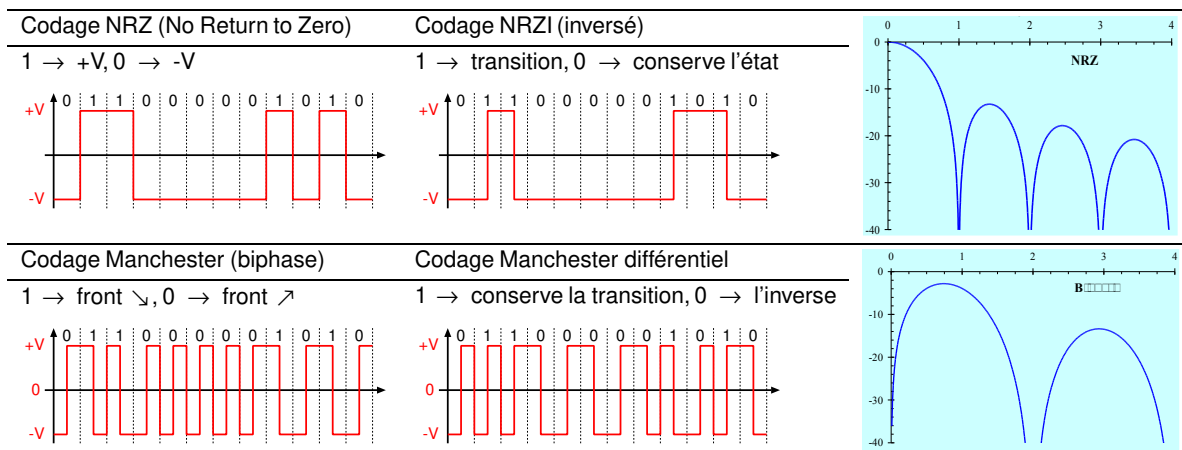 Codage NRZ (No Return to Zero)
1 → +V, 0 → -V
+V 0 1 1 0 0 0 0 0 1 0 1 0
-V
Codage NRZI (inversé)
1 → transition, 0 → conserve l'état
+V 0 1 1 0 0 0 0 0 1 0 1 0
-V
0 1 2 3 4
0
NRZ
-10
-20
-30
-40
Codage Manchester (biphase)
1 → front ↘, 0 → front ↗
+V 0 1 1 0 0 0 0 0 1 0 1 0
0
-V
Codage Manchester différentiel
1 → conserve la transition, 0 → l'inverse
+V 0 1 1 0 0 0 0 0 1 0 1 0
0
-V
0 1 2 3 4
0
-10
-20
-30
-40